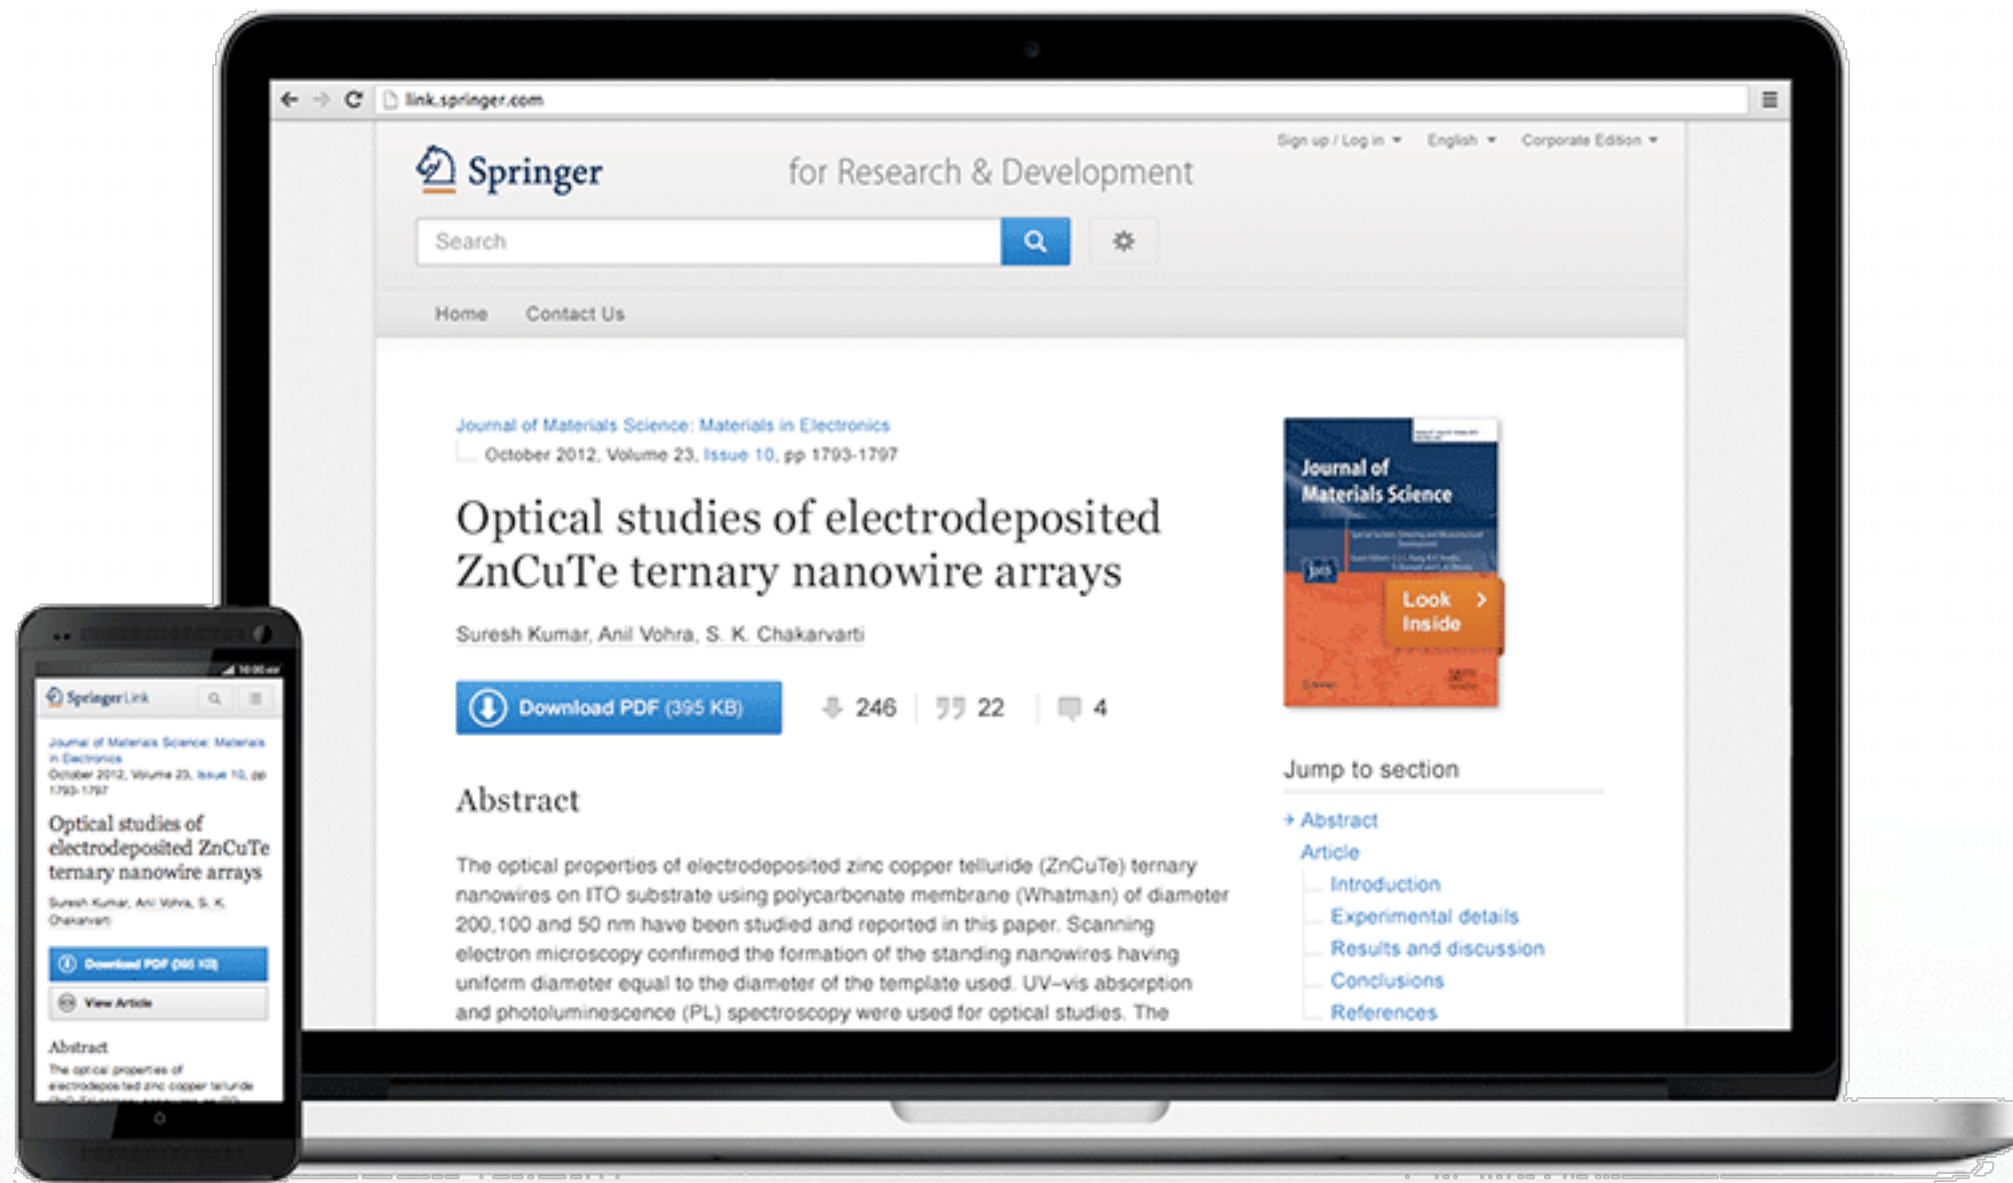 link.springer.com
Sign up / Log in English Corporate Edition
Springer for Research & Development
Search
Home Contact Us
Journal of Materials Science: Materials in Electronics
October 2012, Volume 23, Issue 10, pp 1793-1797
Optical studies of electrodeposited
ZnCuTe ternary nanowire arrays
Suresh Kumar, Anil Vohra, S. K. Chakarvarti
Download PDF (395 KB) 246 22 4
Abstract
The optical properties of electrodeposited zinc copper telluride (ZnCuTe) ternary
nanowires on ITO substrate using polycarbonate membrane (Whatman) of diameter
200,100 and 50 nm have been studied and reported in this paper. Scanning
electron microscopy confirmed the formation of the standing nanowires having
uniform diameter equal to the diameter of the template used. UV–vis absorption
and photoluminescence (PL) spectroscopy were used for optical studies. The
Journal of
Materials Science
jms
Look
Inside
Springer
Jump to section
Abstract
Article
Introduction
Experimental details
Results and discussion
Conclusions
References
10:00 AM
SpringerLink
Journal of Materials Science: Materials
in Electronics
October 2012, Volume 23, Issue 10, pp
1793-1797
Optical studies of
electrodeposited ZnCuTe
ternary nanowire arrays
Suresh Kumar, Anil Vohra, S. K.
Chakarvarti
Download PDF (395 KB)
View Article
Abstract
The optical properties of
electrodeposited zinc copper telluride